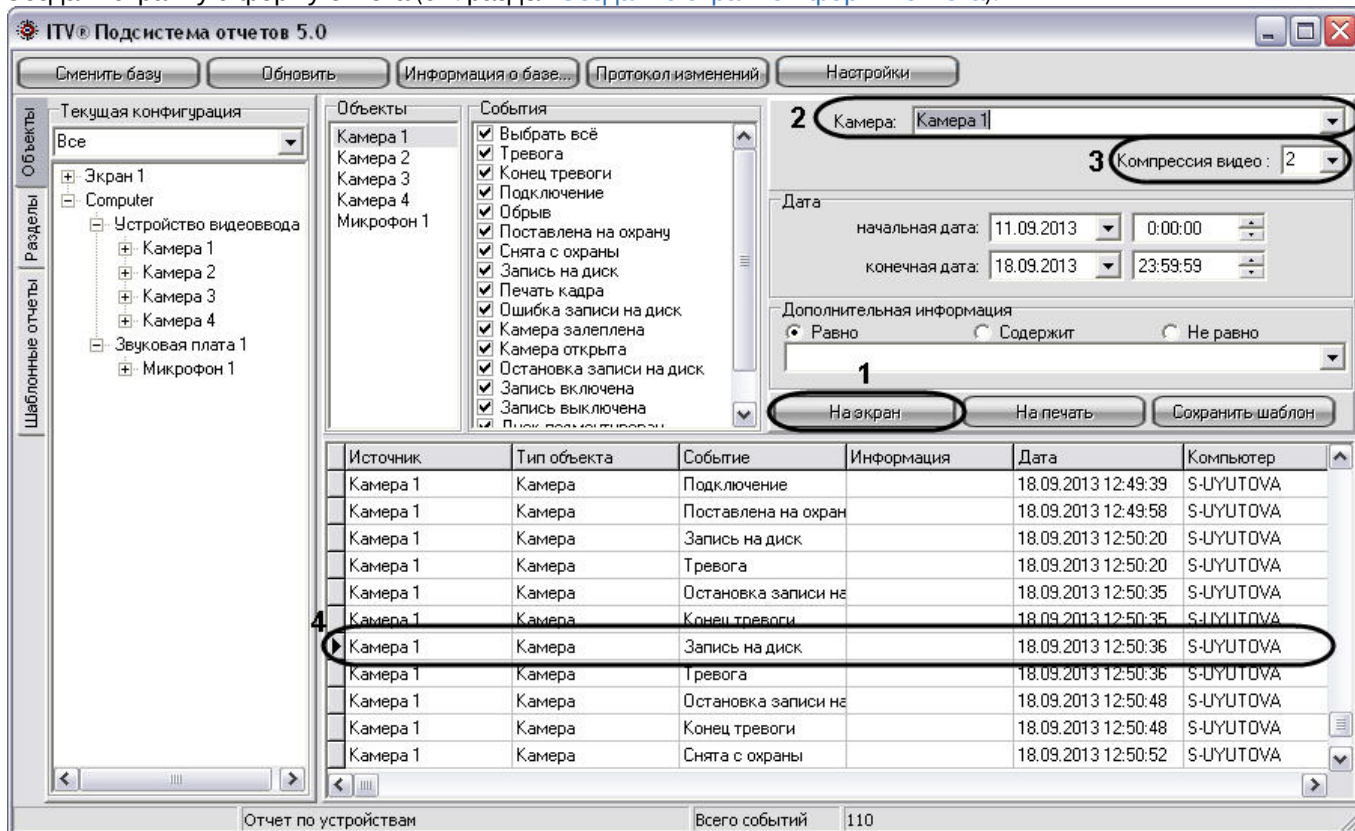 ITV® Подсистема отчетов 5.0
Сменить базу Обновить Информация о базе... Протокол изменений Настройки
Объекты
Разделы
Шаблонные отчеты
Текущая конфигурация
Все
Экран 1
Computer
Устройство видеоввода
Камера 1
Камера 2
Камера 3
Камера 4
Звуковая плата 1
Микрофон 1
Объекты
Камера 1
Камера 2
Камера 3
Камера 4
Микрофон 1
События
Выбрать всё
Тревога
Конец тревоги
Подключение
Обрыв
Поставлена на охрану
Снята с охраны
Запись на диск
Печать кадра
Ошибка записи на диск
Камера залеплена
Камера открыта
Остановка записи на диск
Запись включена
Запись выключена
2 Камера: Камера 1
3 Компрессия видео : 2
Дата
начальная дата: 11.09.2013 0:00:00
конечная дата: 18.09.2013 23:59:59
Дополнительная информация
Равно Содержит Не равно
1
На экран На печать Сохранить шаблон
Источник Тип объекта Событие Информация Дата Компьютер
Камера 1 Камера Подключение 18.09.2013 12:49:39 S-UYUTOVA
Камера 1 Камера Поставлена на охран 18.09.2013 12:49:58 S-UYUTOVA
Камера 1 Камера Запись на диск 18.09.2013 12:50:20 S-UYUTOVA
Камера 1 Камера Тревога 18.09.2013 12:50:20 S-UYUTOVA
Камера 1 Камера Остановка записи на 18.09.2013 12:50:35 S-UYUTOVA
4 Камера 1 Камера Конец тревоги 18.09.2013 12:50:35 S-UYUTOVA
Камера 1 Камера Запись на диск 18.09.2013 12:50:36 S-UYUTOVA
Камера 1 Камера Тревога 18.09.2013 12:50:36 S-UYUTOVA
Камера 1 Камера Остановка записи на 18.09.2013 12:50:48 S-UYUTOVA
Камера 1 Камера Конец тревоги 18.09.2013 12:50:48 S-UYUTOVA
Камера 1 Камера Снята с охраны 18.09.2013 12:50:52 S-UYUTOVA
Отчет по устройствам Всего событий 110